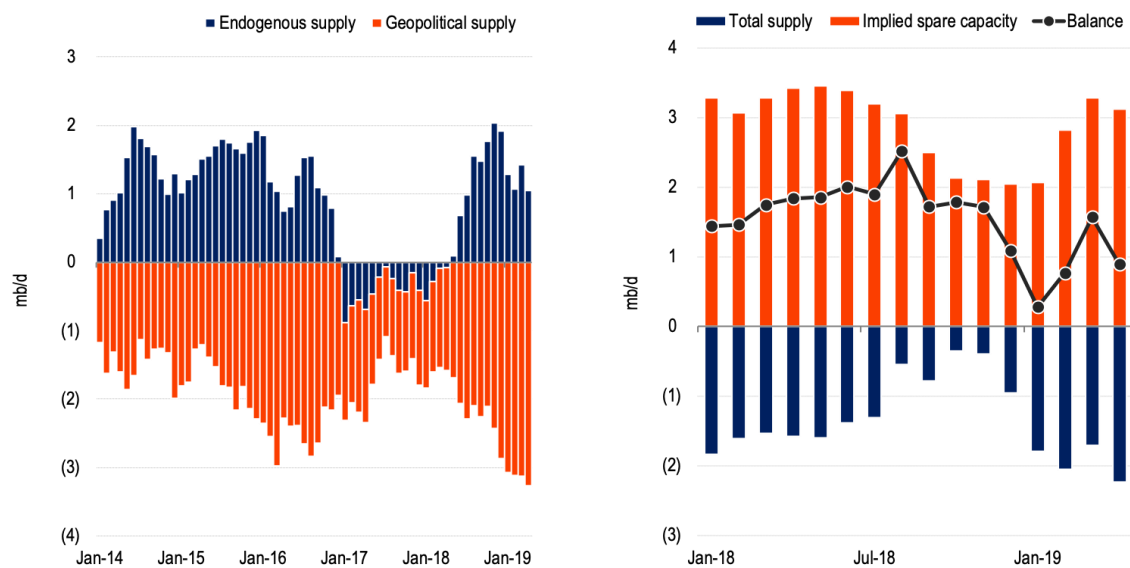 Endogenous supply Geopolitical supply
3
2
1
0
(1)
(2)
(3)
(4)
mb/d
Jan-14 Jan-15 Jan-16 Jan-17 Jan-18 Jan-19
Total supply Implied spare capacity Balance
4
3
2
1
0
(1)
(2)
(3)
mb/d
Jan-18 Jul-18 Jan-19